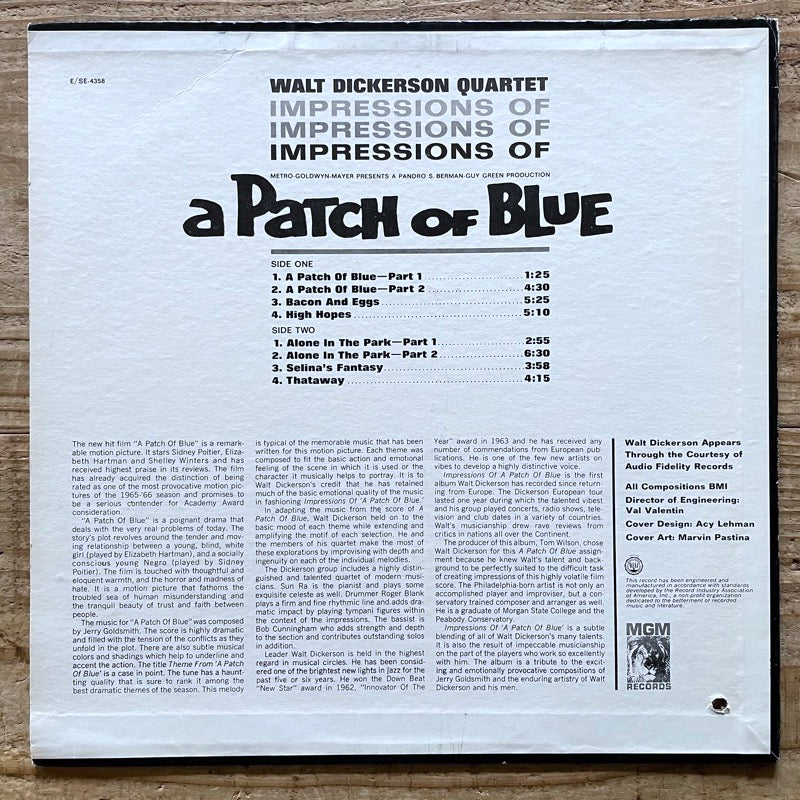 E/SE-4358
WALT DICKERSON QUARTET
IMPRESSIONS OF
IMPRESSIONS OF
IMPRESSIONS OF
METRO-GOLDWYN-MAYER PRESENTS A PANDRO S. BERMAN-GUY GREEN PRODUCTION
a PATCH OF BLUE
SIDE ONE
1. A Patch Of Blue—Part 1 1:25
2. A Patch Of Blue—Part 2 4:30
3. Bacon And Eggs 5:25
4. High Hopes 5:10
SIDE TWO
1. Alone In The Park—Part 1 2:55
2. Alone In The Park—Part 2 6:30
3. Selina's Fantasy 3:58
4. Thataway 4:15
The new hit film "A Patch Of Blue" is a remark-
able motion picture. It stars Sidney Poitier, Eliza-
beth Hartman and Shelley Winters and has
received highest praise in its reviews. The film
has already acquired the distinction of being
rated as one of the most provocative motion pic-
tures of the 1965-'66 season and promises to
be a serious contender for Academy Award
consideration.
"A Patch Of Blue" is a poignant drama that
deals with the very real problems of today. The
story's plot revolves around the tender and mov-
ing relationship between a young, blind, white
girl (played by Elizabeth Hartman), and a socially
conscious young Negro (played by Sidney
Poitier). The film is touched with thoughtful and
eloquent warmth, and the horror and madness of
hate. It is a motion picture that fathoms the
troubled sea of human misunderstanding and
the tranquil beauty of trust and faith between
people.
The music for "A Patch Of Blue" was composed
by Jerry Goldsmith. The score is highly dramatic
and filled with the tension of the conflicts as they
unfold in the plot. There are also subtle musical
colors and shadings which help to underline and
accent the action. The title Theme From 'A Patch
Of Blue' is a case in point. The tune has a haunt-
ing quality that is sure to rank it among the
best dramatic themes of the season. This melody
is typical of the memorable music that has been
written for this motion picture. Each theme was
composed to fit the basic action and emotional
feeling of the scene in which it is used or the
character it musically helps to portray. It is to
Walt Dickerson's credit that he has retained
much of the basic emotional quality of the music
in fashioning Impressions Of 'A Patch Of Blue.'
In adapting the music from the score of A
Patch Of Blue, Walt Dickerson held on to the
basic mood of each theme while extending and
amplifying the motif of each selection. He and
the members of his quartet make the most of
these explorations by improvising with depth and
ingenuity on each of the individual melodies.
The Dickerson group includes a highly distin-
guished and talented quartet of modern musi-
cians. Sun Ra is the pianist and plays some
exquisite celeste as well. Drummer Roger Blank
plays a firm and fine rhythmic line and adds dra-
matic impact by playing tympani figures within
the context of the impressions. The bassist is
Bob Cunningham who adds strength and depth
to the section and contributes outstanding solos
in addition.
Leader Walt Dickerson is held in the highest
regard in musical circles. He has been consid-
ered one of the brightest new lights in Jazz for the
past five or six years. He won the Down Beat
"New Star" award in 1962, "Innovator Of The
Year" award in 1963 and he has received any
number of commendations from European pub-
lications. He is one of the few new artists on
vibes to develop a highly distinctive voice.
Impressions Of A Patch Of Blue is the first
album Walt Dickerson has recorded since return-
ing from Europe. The Dickerson European tour
lasted one year during which the talented vibest
and his group played concerts, radio shows, tele-
vision and club dates in a variety of countries.
Walt's musicianship drew rave reviews from
critics in nations all over the Continent.
The producer of this album, Tom Wilson, chose
Walt Dickerson for this A Patch Of Blue assign-
ment because he knew Walt's talent and back-
ground to be perfectly suited to the difficult task
of creating impressions of this highly volatile film
score. The Philadelphia-born artist is not only an
accomplished player and improviser, but a con-
servatory trained composer and arranger as well.
He is a graduate of Morgan State College and the
Peabody Conservatory.
Impressions Of 'A Patch Of Blue' is a subtle
blending of all of Walt Dickerson's many talents.
It is also the result of impeccable musicianship
on the part of the players who work so excellently
with him. The album is a tribute to the excit-
ing and emotionally provocative compositions of
Jerry Goldsmith and the enduring artistry of Walt
Dickerson and his men.
Walt Dickerson Appears
Through the Courtesy of
Audio Fidelity Records
All Compositions BMI
Director of Engineering:
Val Valentin
Cover Design: Acy Lehman
Cover Art: Marvin Pastina
This record has been engineered and
manufactured in accordance with standards
developed by the Record Industry Association
of America, Inc., a non-profit organization
dedicated to the betterment of recorded
music and literature.
MGM
RECORDS